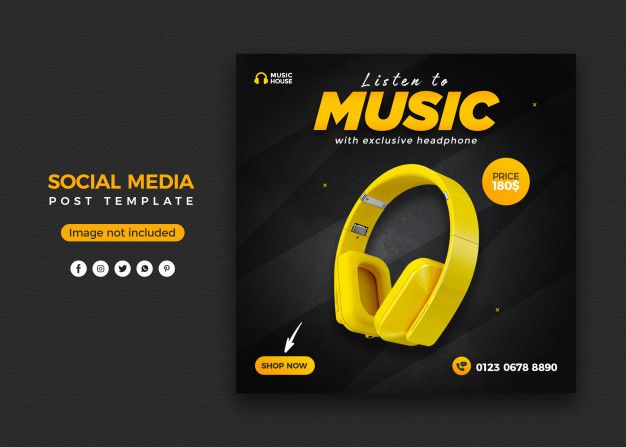 SOCIAL MEDIA
POST TEMPLATE
Image not included
MUSIC
HOUSE
Listen to
MUSIC
with exclusive headphone
PRICE
180$
SHOP NOW
0123 0678 8890